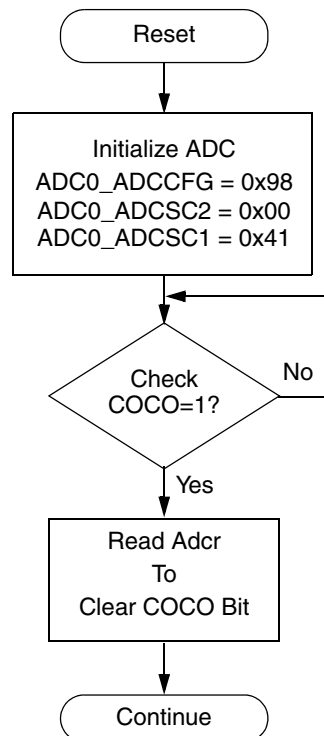 Reset
Initialize ADC
ADC0_ADCCFG = 0x98
ADC0_ADCSC2 = 0x00
ADC0_ADCSC1 = 0x41
Check
COCO=1?
No
Yes
Read Adcr
To
Clear COCO Bit
Continue